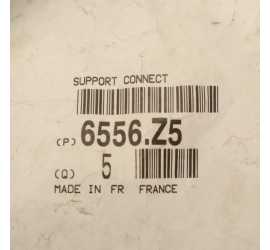 SUPPORT CONNECT
(P) 6556.Z5
(Q) 5
MADE IN FR FRANCE